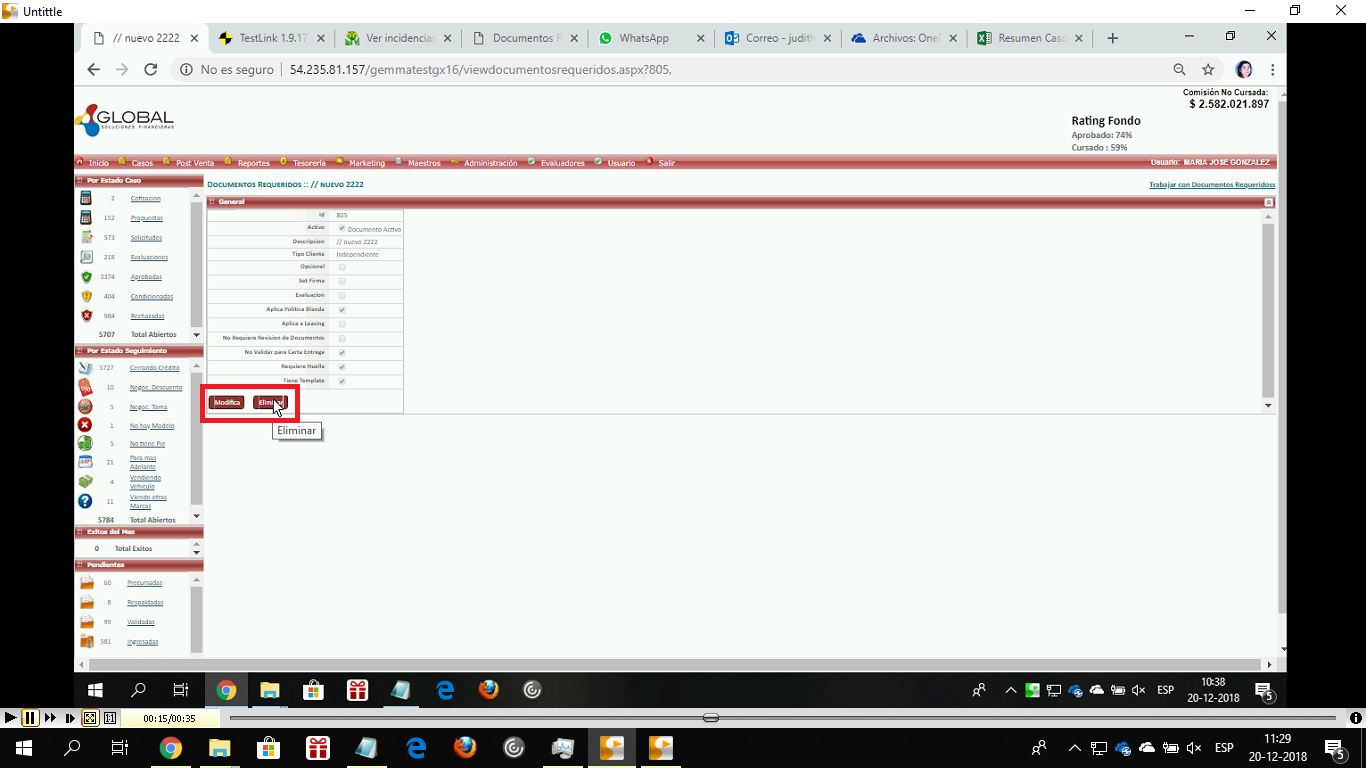 Untittle
// nuevo 2222
TestLink 1.9.17
Ver incidencias
Documentos R
WhatsApp
Correo - judith
Archivos: One
Resumen Caso
No es seguro
54.235.81.157/gemmatestgx16/viewdocumentosrequeridos.aspx?805,
GLOBAL
SOLUCIONES FINANCIERAS
Comisión No Cursada:
$ 2.582.021.897
Rating Fondo
Aprobado: 74%
Cursado : 59%
Inicio Casos Post Venta Reportes Tesorería Marketing Maestros Administración Evaluadores Usuario Salir
Usuario: MARIA JOSE GONZALEZ
:: Por Estado Caso
2 Cotizacion
152 Propuestas
573 Solicitudes
218 Evaluaciones
3374 Aprobadas
404 Condicionadas
984 Rechazadas
5707 Total Abiertos
:: Por Estado Seguimiento
5727 Cerrando Crédito
10 Negoc. Descuento
5 Negoc. Toma
1 No hay Modelo
5 No tiene Pie
21 Para mas
Adelante
4 Vendiendo
Vehiculo
11 Viendo otras
Marcas
5784 Total Abiertos
:: Exitos del Mes
0 Total Exitos
:: Pendientes
60 Precursadas
8 Respaldadas
99 Validadas
581 Ingresadas
DOCUMENTOS REQUERIDOS :: // NUEVO 2222
Trabajar con Documentos Requeridoss
:: General
Id 805
Activo Documento Activo
Descripcion // nuevo 2222
Tipo Cliente Independiente
Opcional
Set Firma
Evaluacion
Aplica Politica Blanda
Aplica a Leasing
No Requiere Revision de Documentos
No Validar para Carta Entrega
Requiere Huella
Tiene Template
Modifica Eliminar
Eliminar
ESP
10:38
20-12-2018
5
00:15/00:35
ESP
11:29
20-12-2018
5